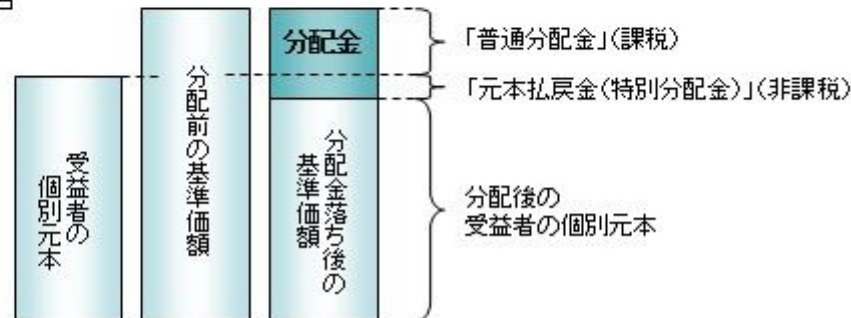 受益者の
個別元本
分配前の基準価額
分配金
分配金落ち後の
基準価額
「普通分配金」(課税)
「元本払戻金(特別分配金)」(非課税)
分配後の
受益者の個別元本